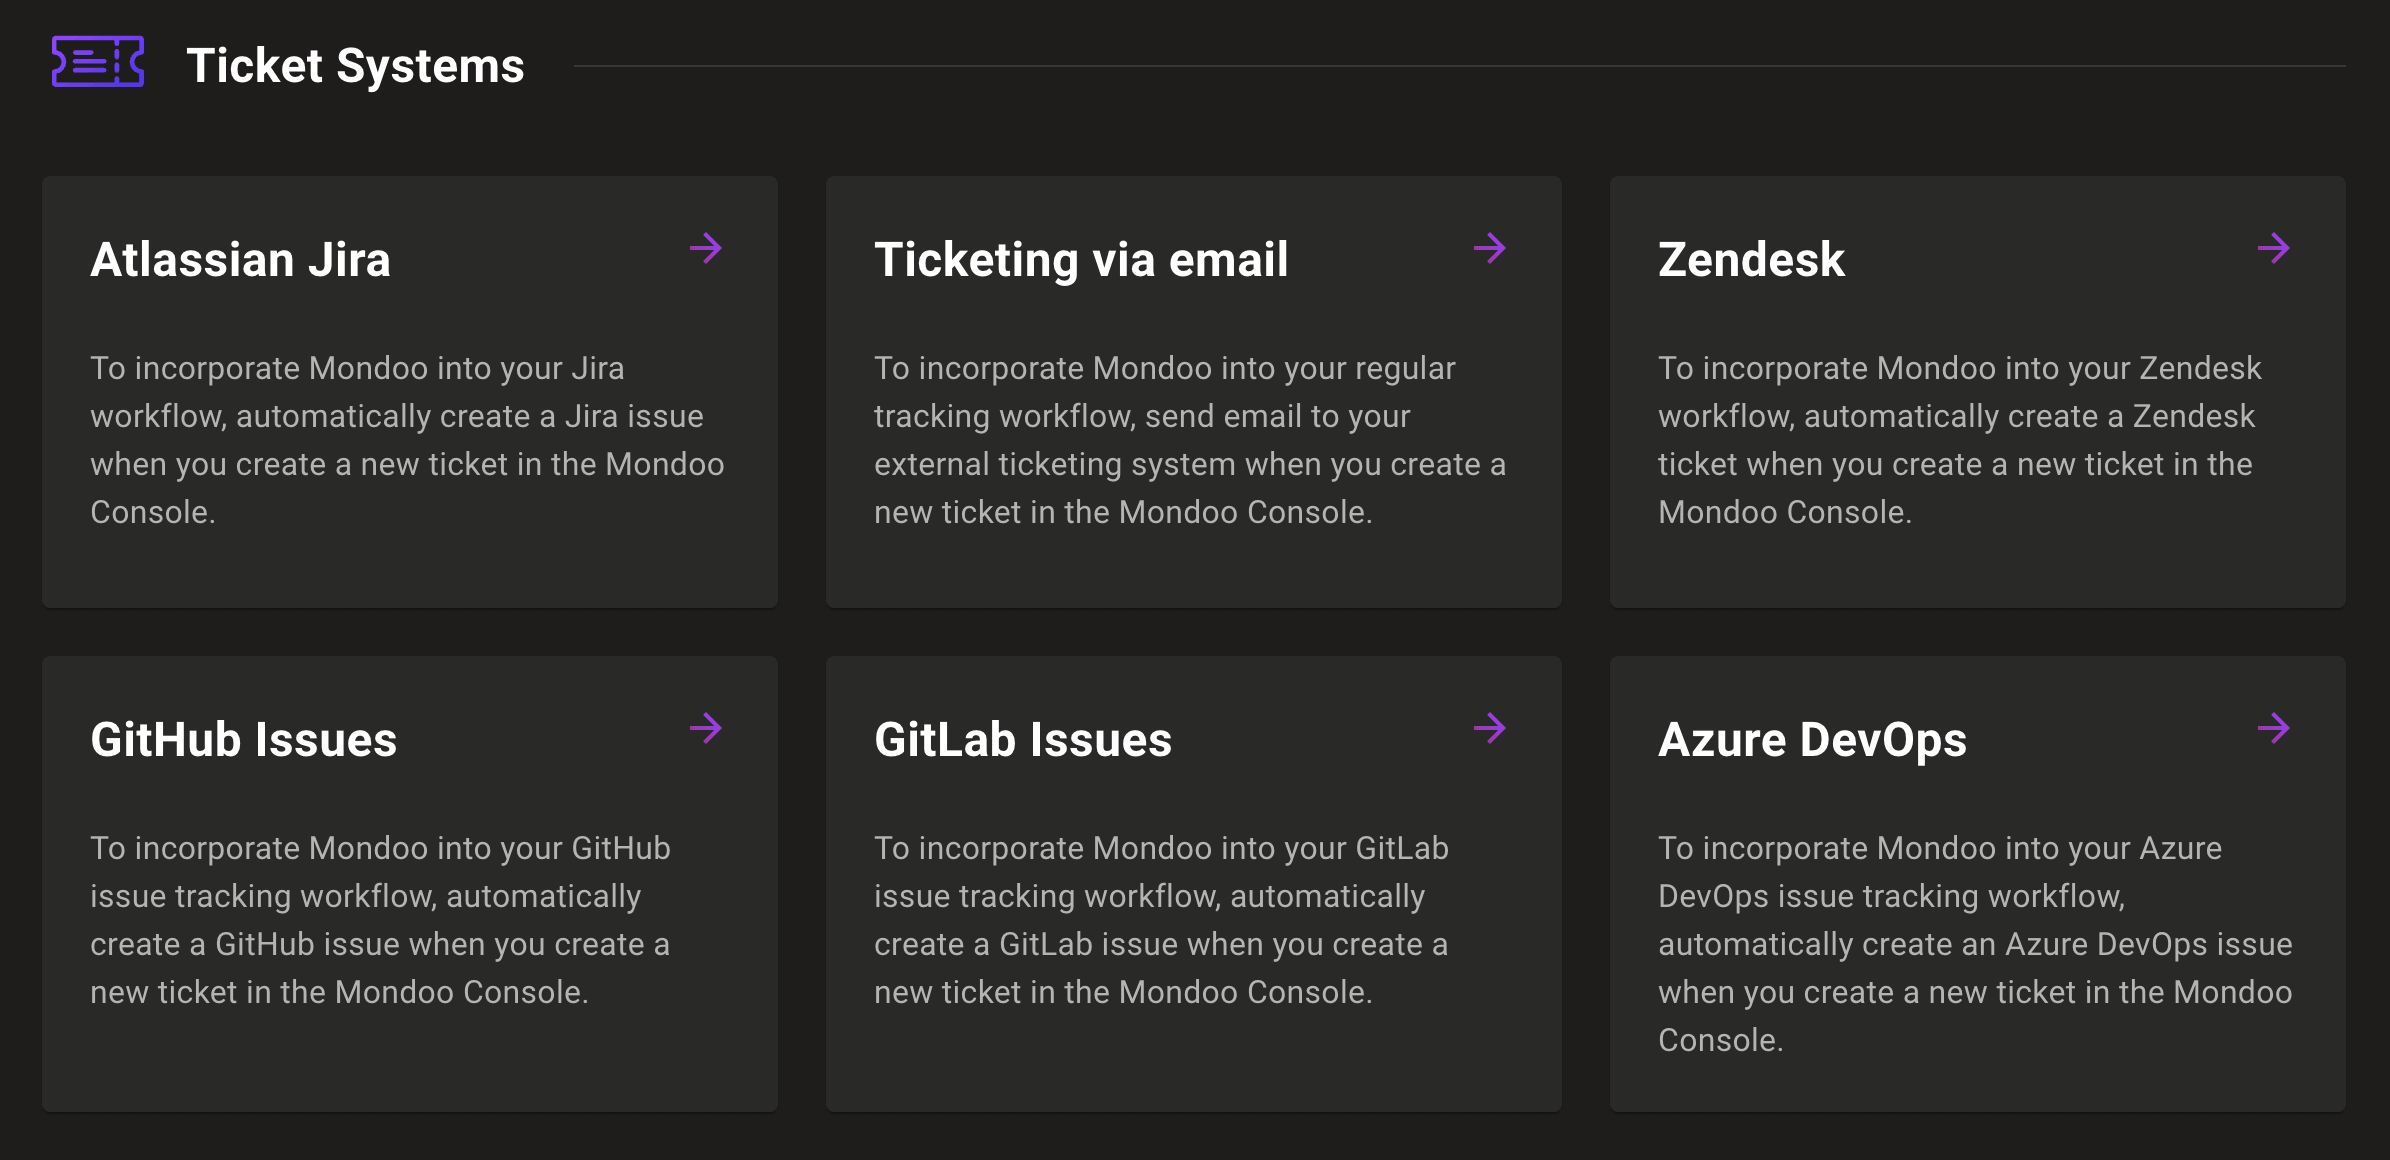 Ticket Systems
Atlassian Jira
To incorporate Mondoo into your Jira
workflow, automatically create a Jira issue
when you create a new ticket in the Mondoo
Console.
Ticketing via email
To incorporate Mondoo into your regular
tracking workflow, send email to your
external ticketing system when you create a
new ticket in the Mondoo Console.
Zendesk
To incorporate Mondoo into your Zendesk
workflow, automatically create a Zendesk
ticket when you create a new ticket in the
Mondoo Console.
GitHub Issues
To incorporate Mondoo into your GitHub
issue tracking workflow, automatically
create a GitHub issue when you create a
new ticket in the Mondoo Console.
GitLab Issues
To incorporate Mondoo into your GitLab
issue tracking workflow, automatically
create a GitLab issue when you create a
new ticket in the Mondoo Console.
Azure DevOps
To incorporate Mondoo into your Azure
DevOps issue tracking workflow,
automatically create an Azure DevOps issue
when you create a new ticket in the Mondoo
Console.